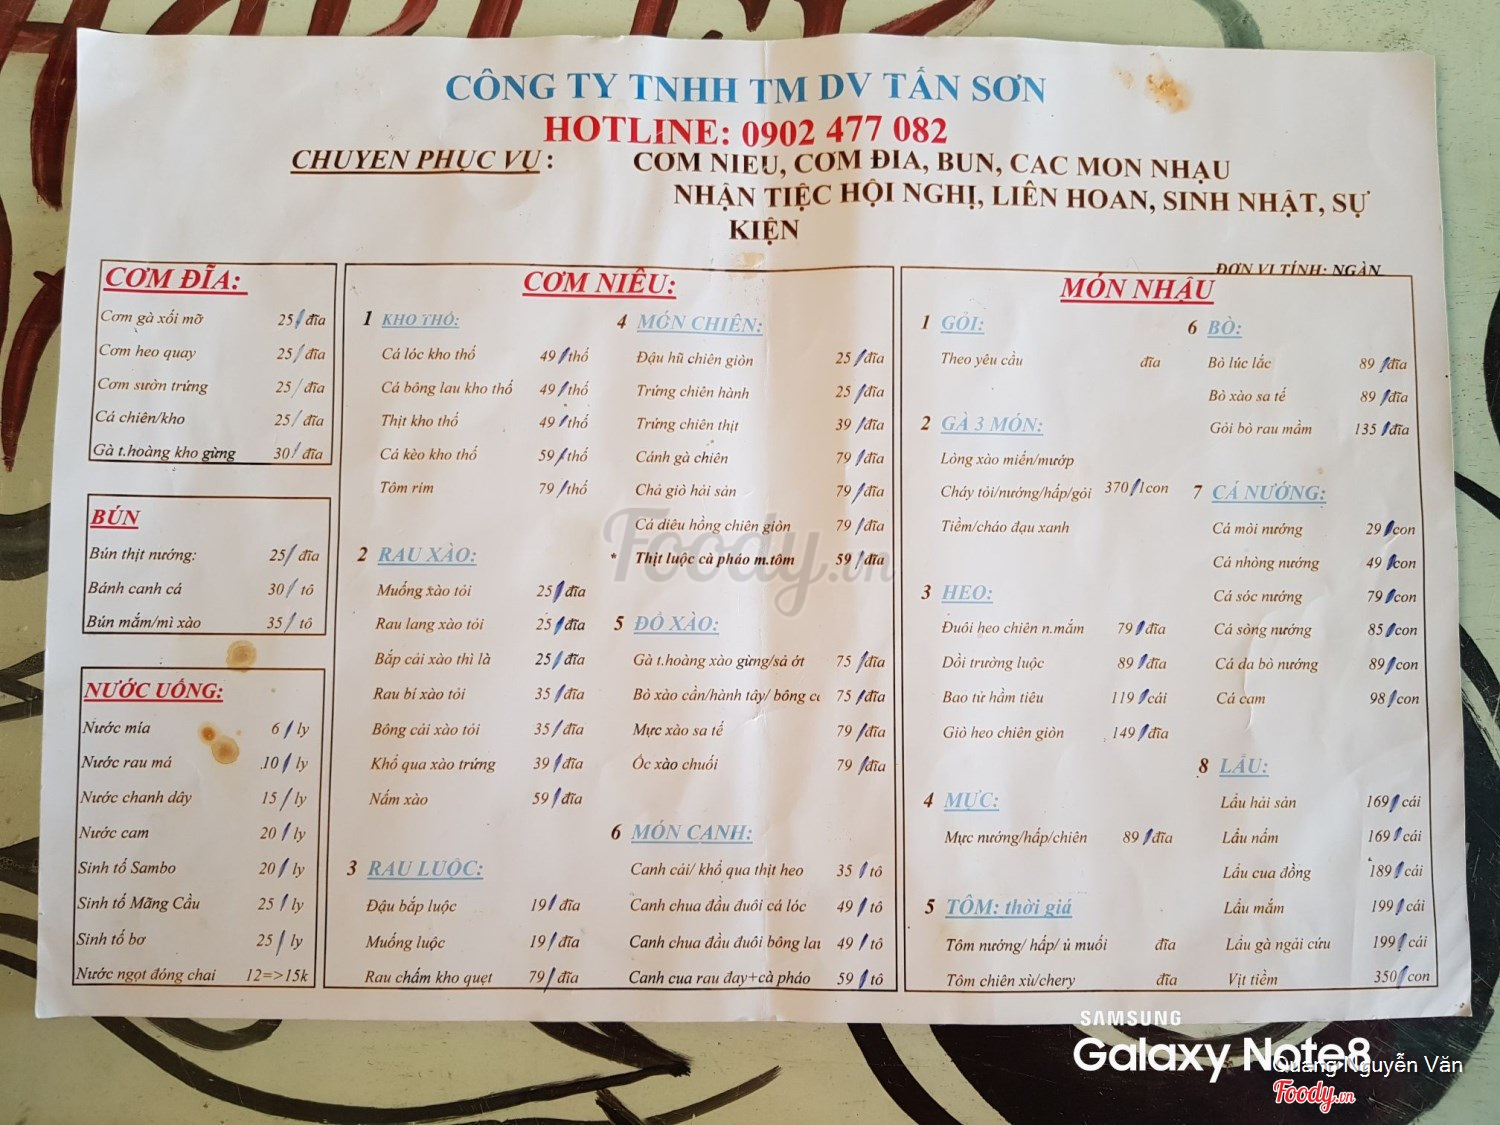 CÔNG TY TNHH TM DV TẤN SƠN
HOTLINE: 0902 477 082
CHUYEN PHỤC VỤ :
CƠM NIEU, CƠM ĐIA, BUN, CAC MON NHẬU
NHẬN TIỆC HỘI NGHỊ, LIÊN HOAN, SINH NHẬT, SỰ
KIỆN
ĐƠN VỊ TÍNH: NGÀN
CƠM ĐĨA:
Cơm gà xối mỡ 25/ đĩa
Cơm heo quay 25/ đĩa
Cơm sườn trứng 25/ đĩa
Cá chiên/kho 25/ đĩa
Gà t.hoàng kho gừng 30/ đĩa
BÚN
Bún thịt nướng: 25/ đĩa
Bánh canh cá 30/ tô
Bún mắm/mì xào 35/ tô
NƯỚC UỐNG:
Nước mía 6/ ly
Nước rau má 10/ ly
Nước chanh dây 15/ ly
Nước cam 20/ ly
Sinh tố Sambo 20/ ly
Sinh tố Mãng Cầu 25/ ly
Sinh tố bơ 25/ ly
Nước ngọt đóng chai 12=>15k
CƠM NIÊU:
1 KHO THỐ:
Cá lóc kho thố 49/thố
Cá bông lau kho thố 49/thố
Thịt kho thố 49/thố
Cá kèo kho thố 59/thố
Tôm rim 79/thố
2 RAU XÀO:
Muống xào tỏi 25/đĩa
Rau lang xào tỏi 25/đĩa
Bắp cải xào thì là 25/đĩa
Rau bí xào tỏi 35/đĩa
Bông cải xào tỏi 35/đĩa
Khổ qua xào trứng 39/đĩa
Nấm xào 59/đĩa
3 RAU LUỘC:
Đậu bắp luộc 19/đĩa
Muống luộc 19/đĩa
Rau chấm kho quẹt 79/đĩa
4 MÓN CHIÊN:
Đậu hũ chiên giòn 25/đĩa
Trứng chiên hành 25/đĩa
Trứng chiên thịt 39/đĩa
Cánh gà chiên 79/đĩa
Chả giò hải sản 79/đĩa
Cá diêu hồng chiên giòn 79/đĩa
* Thịt luộc cà pháo m.tôm 59/đĩa
5 ĐỒ XÀO:
Gà t.hoàng xào gừng/sả ớt 75/đĩa
Bò xào cần/hành tây/ bông cả 75/đĩa
Mực xào sa tế 79/đĩa
Ốc xào chuối 79/đĩa
6 MÓN CANH:
Canh cải/ khổ qua thịt heo 35/ tô
Canh chua đầu đuôi cá lóc 49/ tô
Canh chua đầu đuôi bông lau 49/ tô
Canh cua rau đay+cà pháo 59/ tô
MÓN NHẬU
1 GỎI:
Theo yêu cầu đĩa
2 GÀ 3 MÓN:
Lòng xào miến/mướp
Cháy tỏi/nướng/hấp/gỏi 370/1con
Tiềm/cháo đạu xanh
3 HEO:
Đuôi heo chiên n.mắm 79/đĩa
Dồi trường luộc 89/đĩa
Bao tử hầm tiêu 119/cái
Giò heo chiên giòn 149/đĩa
4 MỰC:
Mực nướng/hấp/chiên 89/đĩa
5 TÔM: thời giá
Tôm nướng/ hấp/ ủ muối đĩa
Tôm chiên xù/chery đĩa
6 BÒ:
Bò lúc lắc 89/đĩa
Bò xào sa tế 89/đĩa
Gỏi bò rau mầm 135/đĩa
7 CÁ NƯỚNG:
Cá mòi nướng 29/con
Cá nhòng nướng 49/con
Cá sóc nướng 79/con
Cá sòng nướng 85/con
Cá da bò nướng 89/con
Cá cam 98/con
8 LẨU:
Lẩu hải sản 169/cái
Lẩu nấm 169/cái
Lẩu cua đồng 189/cái
Lẩu mắm 199/cái
Lẩu gà ngải cứu 199/cái
Vịt tiềm 350/con
Foody.vn
SAMSUNG
Galaxy Note8
Quang Nguyễn Văn
Foody.vn